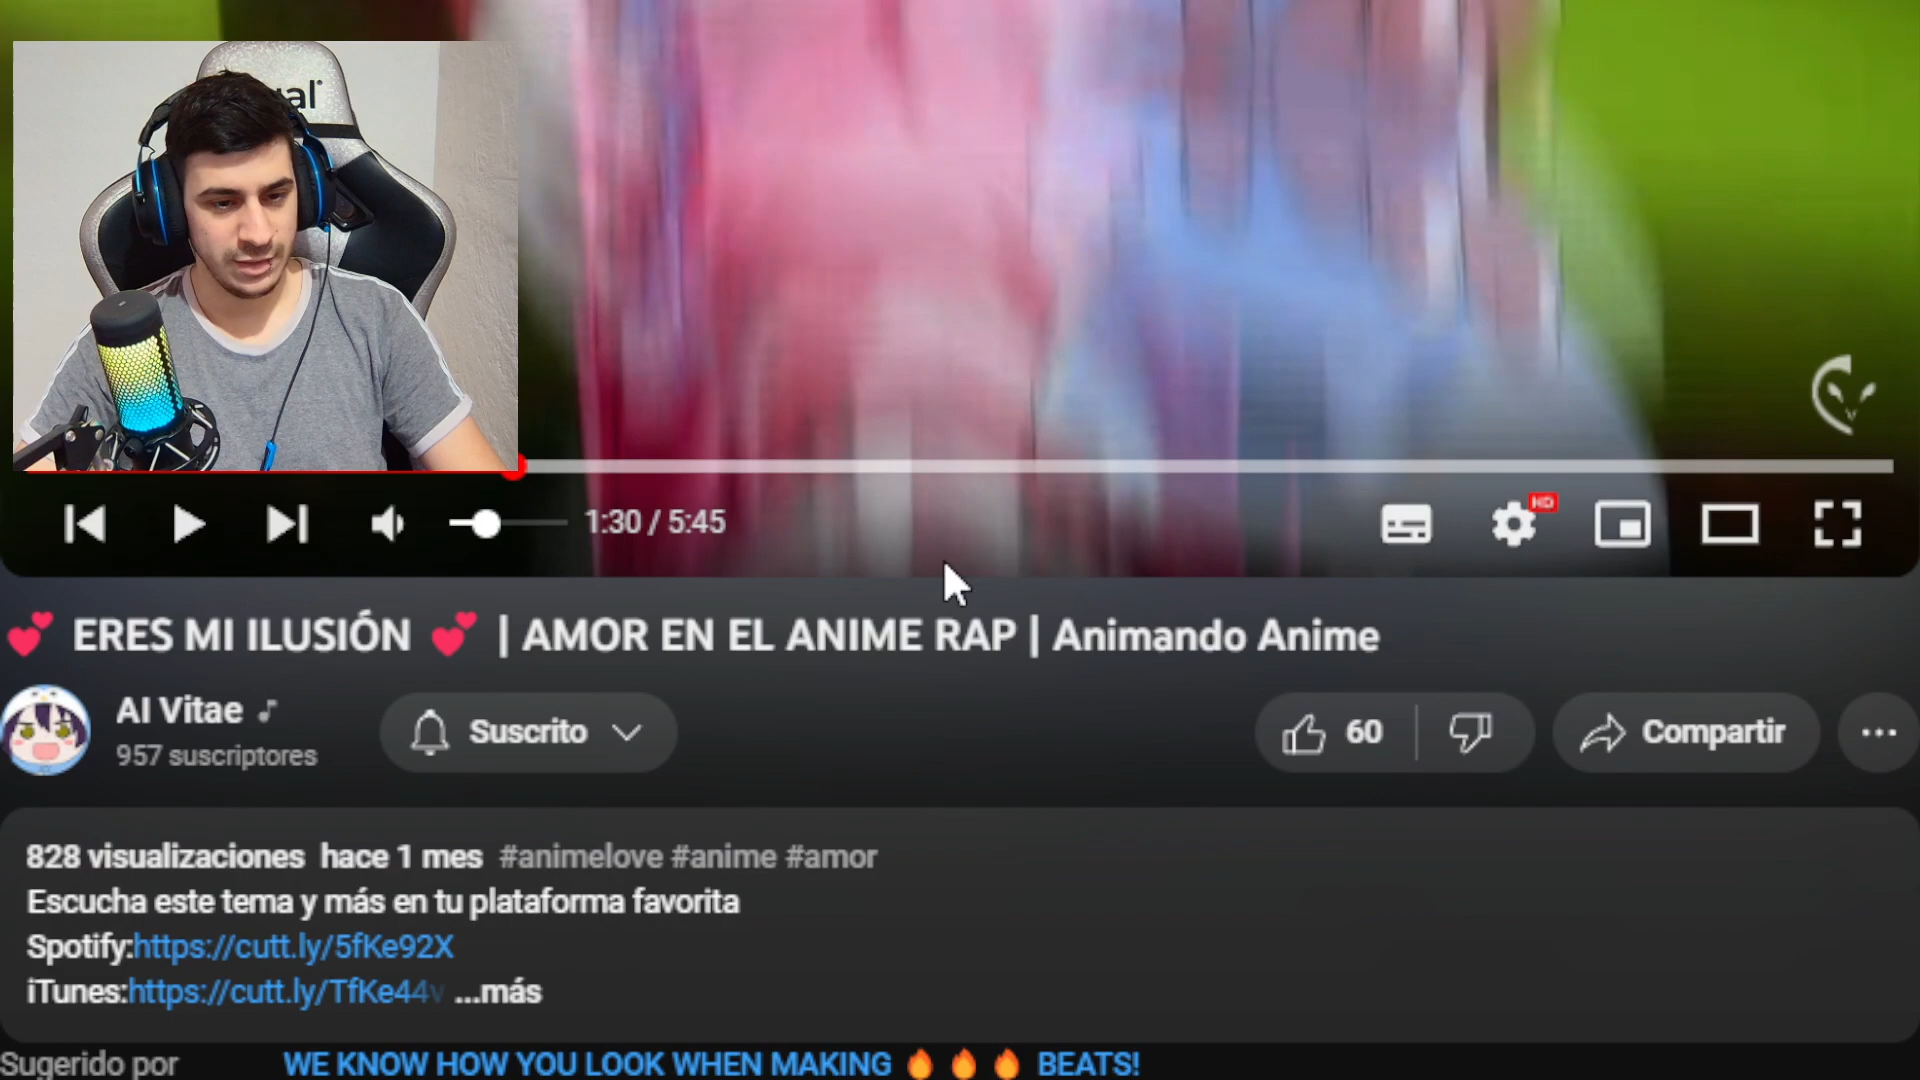 al
HD
1:30 / 5:45
💕 ERES MI ILUSIÓN 💕 | AMOR EN EL ANIME RAP | Animando Anime
AI Vitae
957 suscriptores
Suscrito
60
Compartir
828 visualizaciones hace 1 mes #animelove #anime #amor
Escucha este tema y más en tu plataforma favorita
Spotify:https://cutt.ly/5fKe92X
iTunes:https://cutt.ly/TfKe44v ...más
Sugerido por
WE KNOW HOW YOU LOOK WHEN MAKING 🔥 🔥 🔥 BEATS!